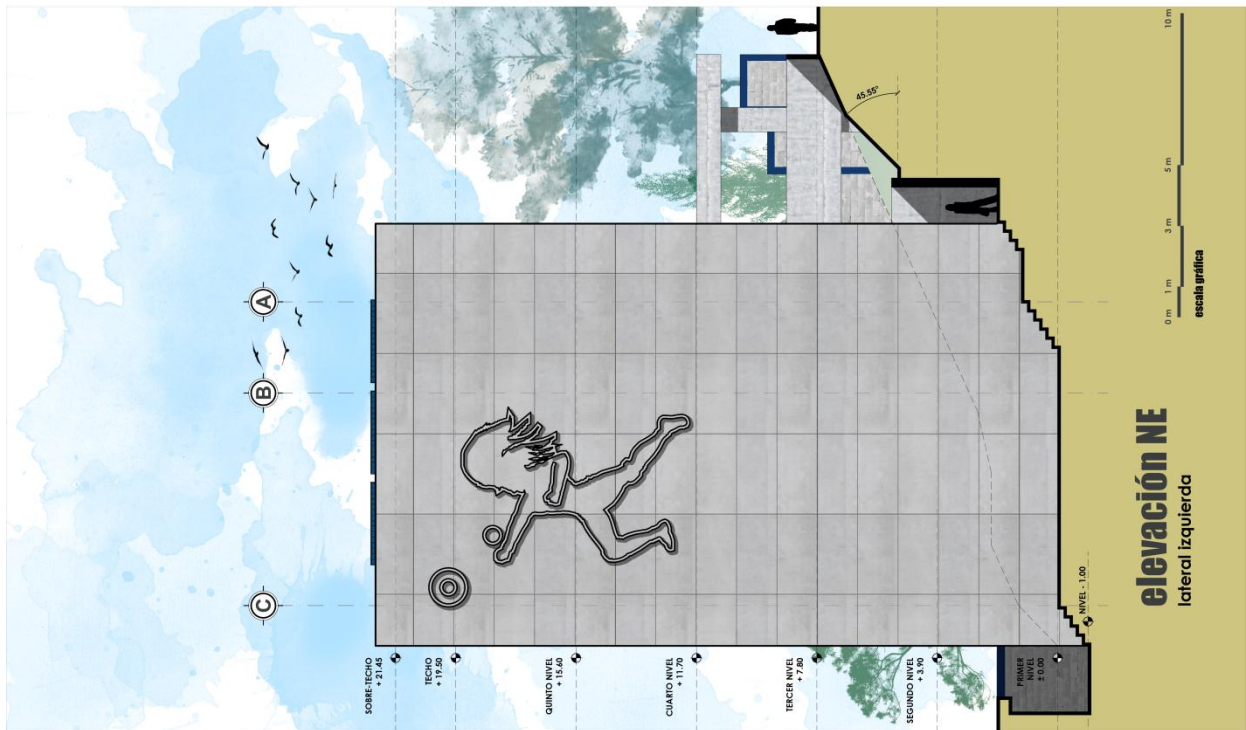 A
B
C
SOBRE-TECHO
+ 21.45
TECHO
+ 19.50
QUINTO NIVEL
+ 15.60
CUARTO NIVEL
+ 11.70
TERCER NIVEL
+ 7.80
SEGUNDO NIVEL
+ 3.90
PRIMER
NIVEL
± 0.00
NIVEL - 1.00
45.55°
elevación NE
lateral izquierda
0 m 1 m 3 m 5 m 10 m
escala gráfica